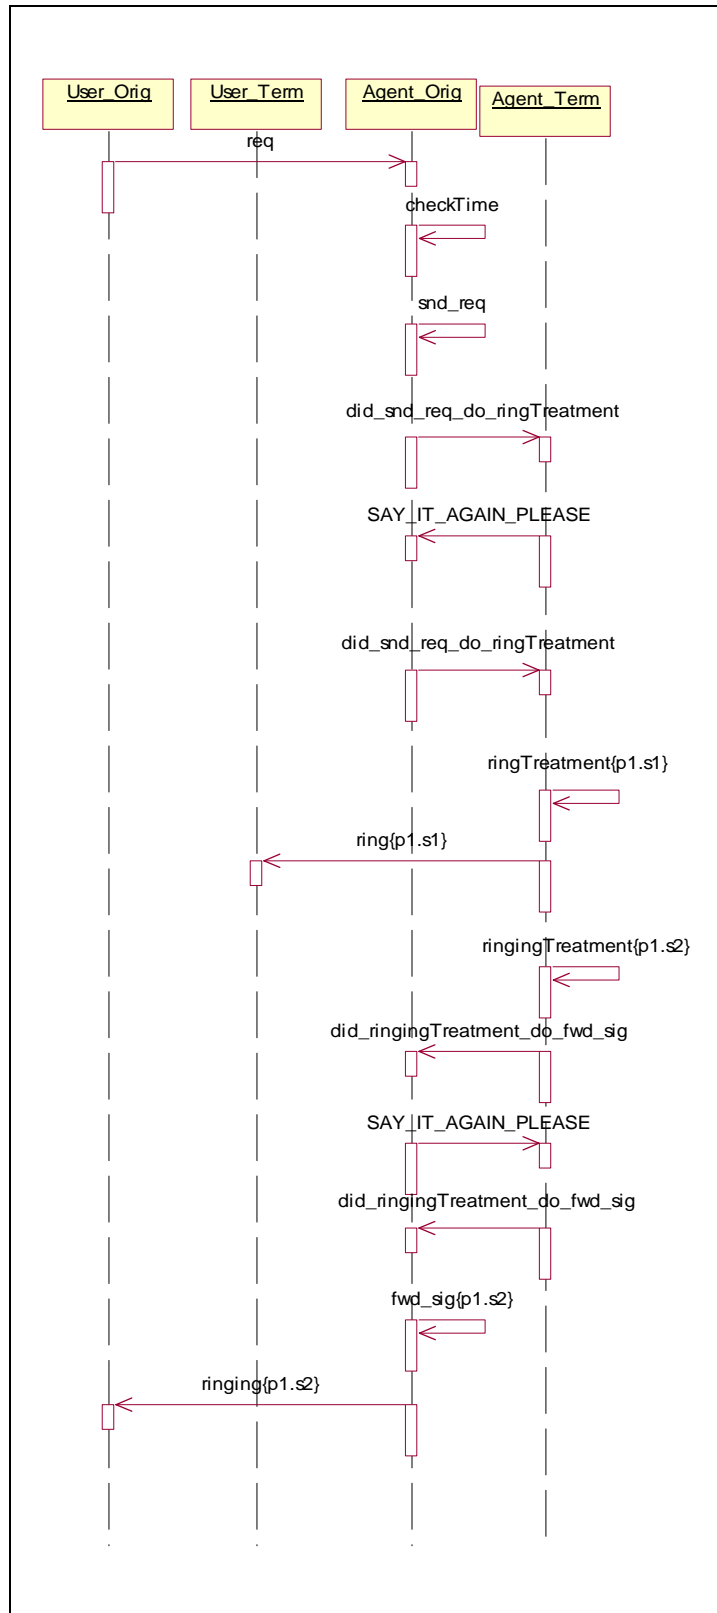 User_Orig
User_Term
Agent_Orig
Agent_Term
req
checkTime
snd_req
did_snd_req_do_ringTreatment
SAY_IT_AGAIN_PLEASE
did_snd_req_do_ringTreatment
ringTreatment{p1.s1}
ring{p1.s1}
ringingTreatment{p1.s2}
did_ringingTreatment_do_fwd_sig
SAY_IT_AGAIN_PLEASE
did_ringingTreatment_do_fwd_sig
fwd_sig{p1.s2}
ringing{p1.s2}